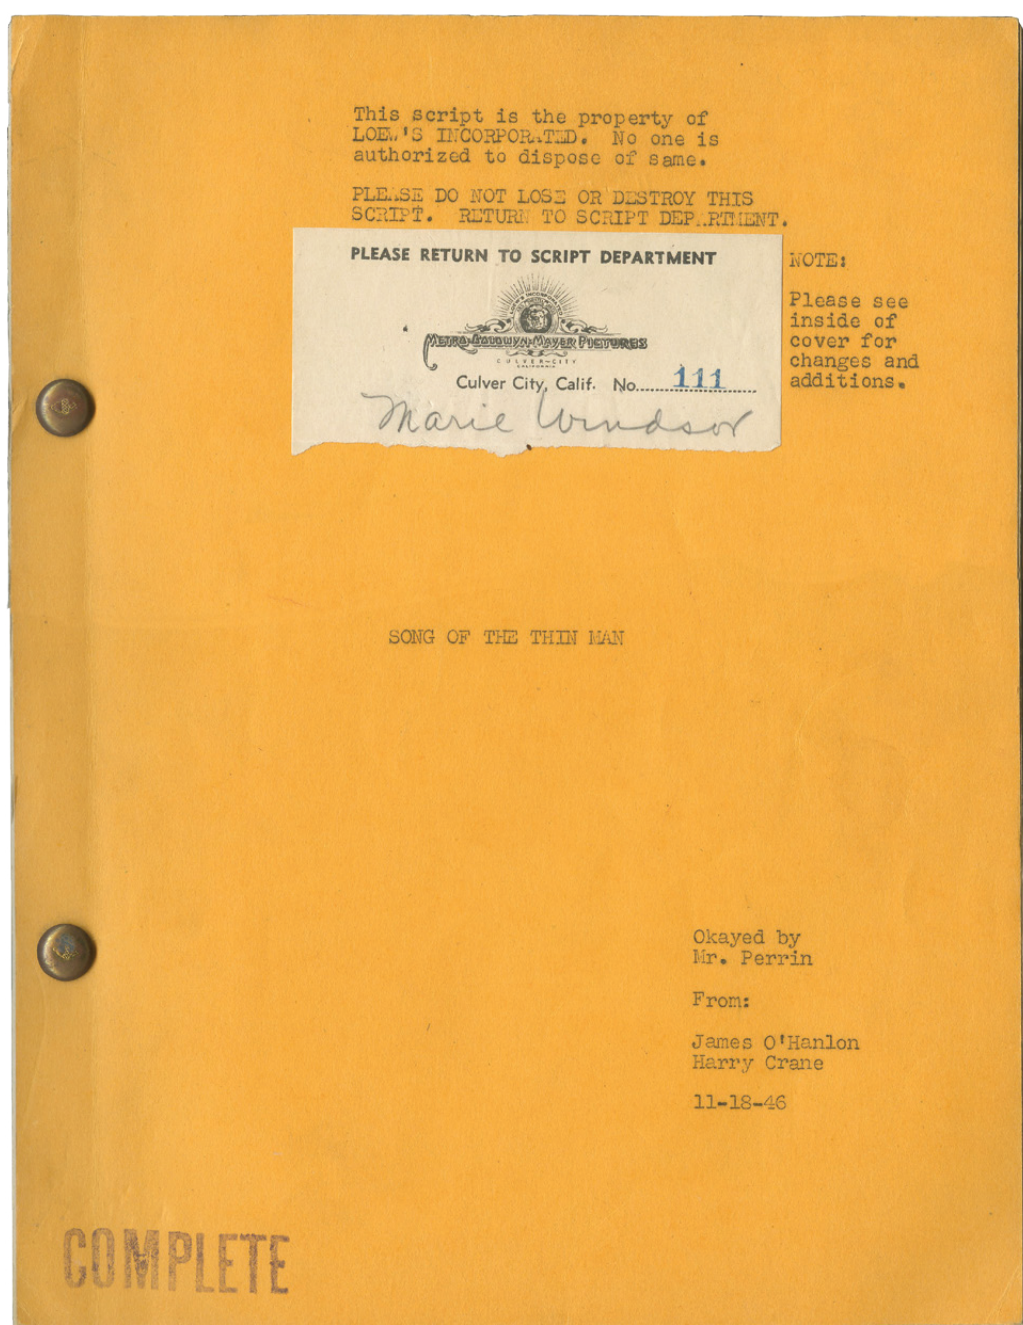 This script is the property of
LOEW'S INCORPORATED. No one is
authorized to dispose of same.
PLEASE DO NOT LOSE OR DESTROY THIS
SCRIPT. RETURN TO SCRIPT DEPARTMENT.
PLEASE RETURN TO SCRIPT DEPARTMENT
METRO-GOLDWYN-MAYER PICTURES
CULVER-CITY
CALIFORNIA
Culver City, Calif. No. 111
Marie Windsor
NOTE:
Please see
inside of
cover for
changes and
additions.
SONG OF THE THIN MAN
Okayed by
Mr. Perrin
From:
James O'Hanlon
Harry Crane
11-18-46
COMPLETE